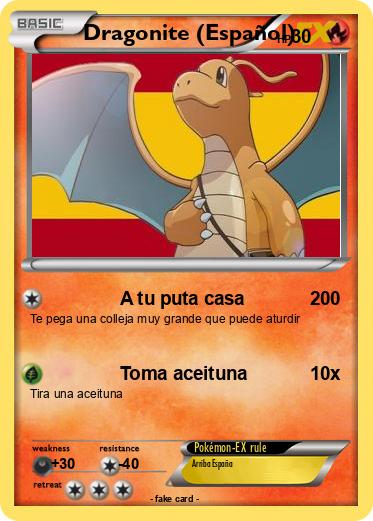 BASIC
Dragonite (Español) HP80 EX
A tu puta casa 200
Te pega una colleja muy grande que puede aturdir
Toma aceituna 10x
Tira una aceituna
weakness resistance
+30 -40
Pokémon-EX rule
Arriba España
retreat
- fake card -